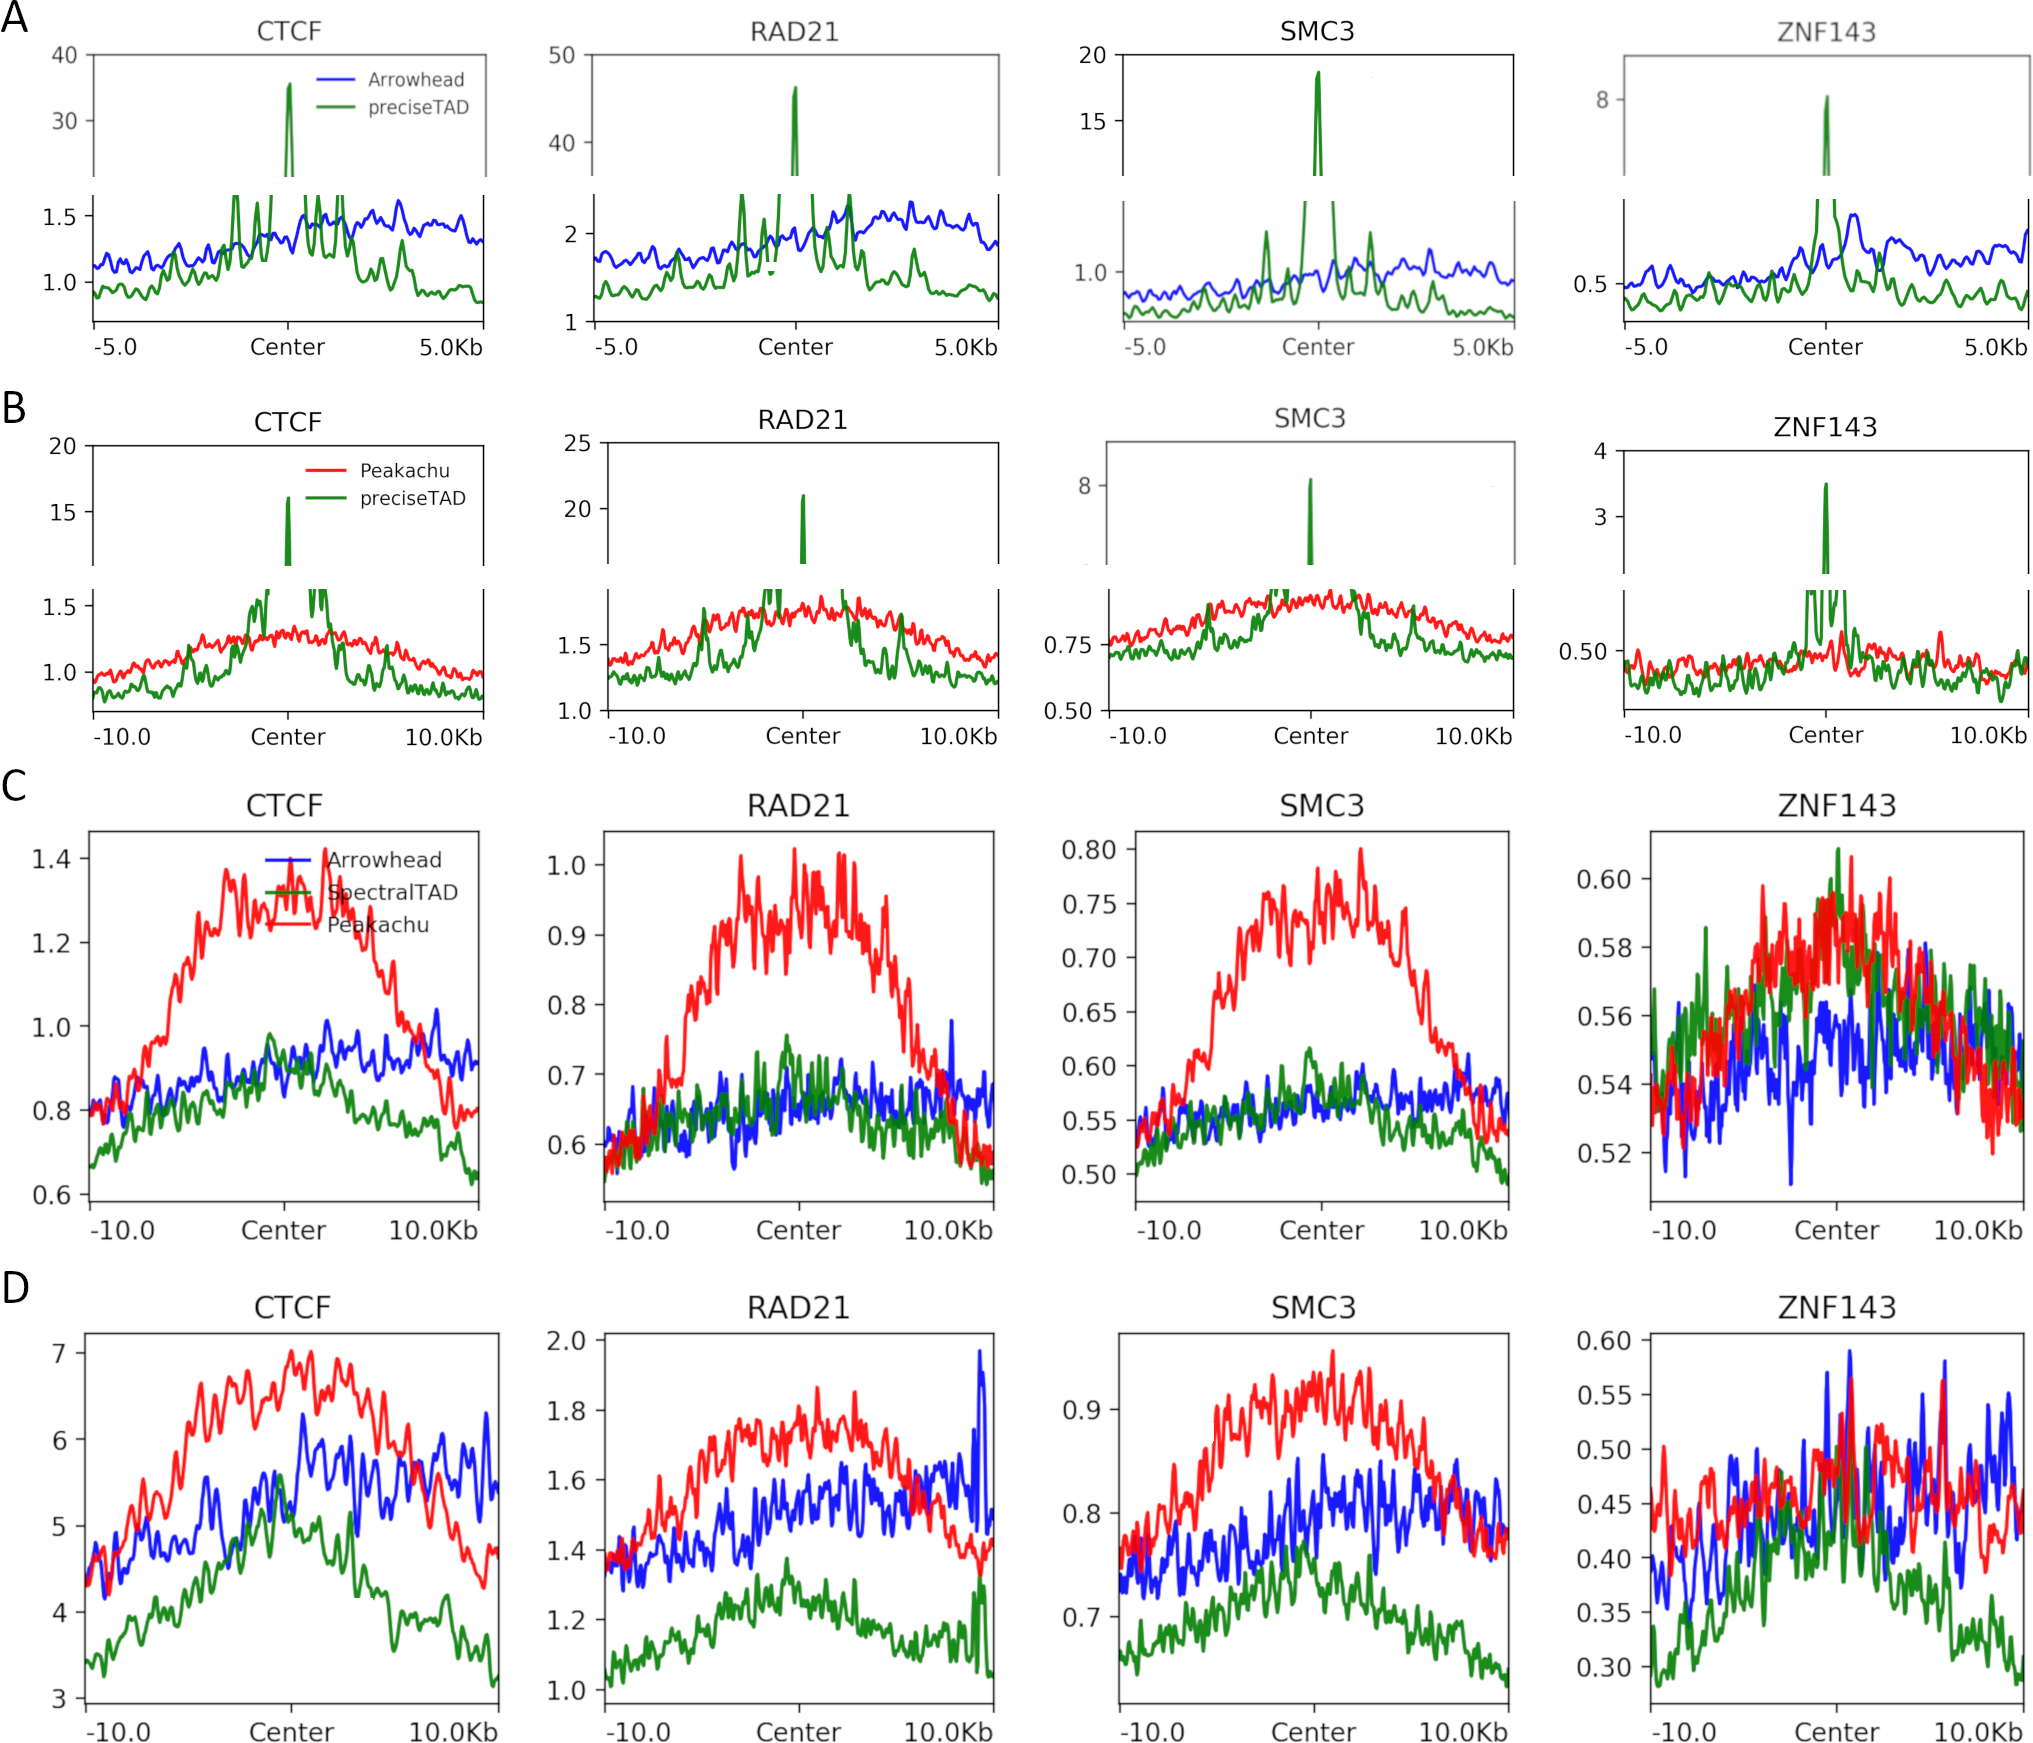 A
CTCF
40
30
1.5
1.0
Arrowhead
preciseTAD
-5.0 Center 5.0Kb
RAD21
50
40
2
1
-5.0 Center 5.0Kb
SMC3
20
15
1.0
-5.0 Center 5.0Kb
ZNF143
8
0.5
-5.0 Center 5.0Kb
B
CTCF
20
15
1.5
1.0
Peakachu
preciseTAD
-10.0 Center 10.0Kb
RAD21
25
20
1.5
1.0
-10.0 Center 10.0Kb
SMC3
8
0.75
0.50
-10.0 Center 10.0Kb
ZNF143
4
3
0.50
-10.0 Center 10.0Kb
C
CTCF
1.4
1.2
1.0
0.8
0.6
Arrowhead
SpectralTAD
Peakachu
-10.0 Center 10.0Kb
RAD21
1.0
0.9
0.8
0.7
0.6
-10.0 Center 10.0Kb
SMC3
0.80
0.75
0.70
0.65
0.60
0.55
0.50
-10.0 Center 10.0Kb
ZNF143
0.60
0.58
0.56
0.54
0.52
-10.0 Center 10.0Kb
D
CTCF
7
6
5
4
3
-10.0 Center 10.0Kb
RAD21
2.0
1.8
1.6
1.4
1.2
1.0
-10.0 Center 10.0Kb
SMC3
0.9
0.8
0.7
-10.0 Center 10.0Kb
ZNF143
0.60
0.55
0.50
0.45
0.40
0.35
0.30
-10.0 Center 10.0Kb